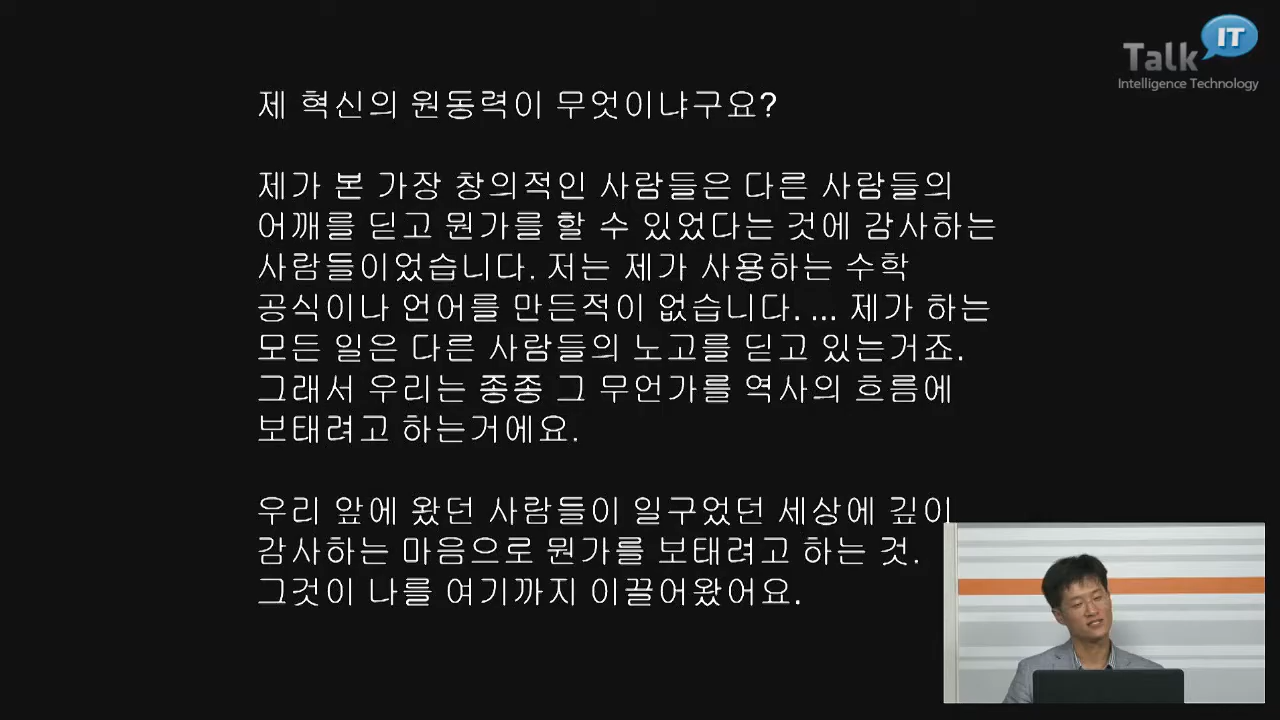 Talk IT
Intelligence Technology
제 혁신의 원동력이 무엇이냐구요?
제가 본 가장 창의적인 사람들은 다른 사람들의
어깨를 딛고 뭔가를 할 수 있었다는 것에 감사하는
사람들이었습니다. 저는 제가 사용하는 수학
공식이나 언어를 만든적이 없습니다. ... 제가 하는
모든 일은 다른 사람들의 노고를 딛고 있는거죠.
그래서 우리는 종종 그 무언가를 역사의 흐름에
보태려고 하는거에요.
우리 앞에 왔던 사람들이 일구었던 세상에 깊이
감사하는 마음으로 뭔가를 보태려고 하는 것.
그것이 나를 여기까지 이끌어왔어요.